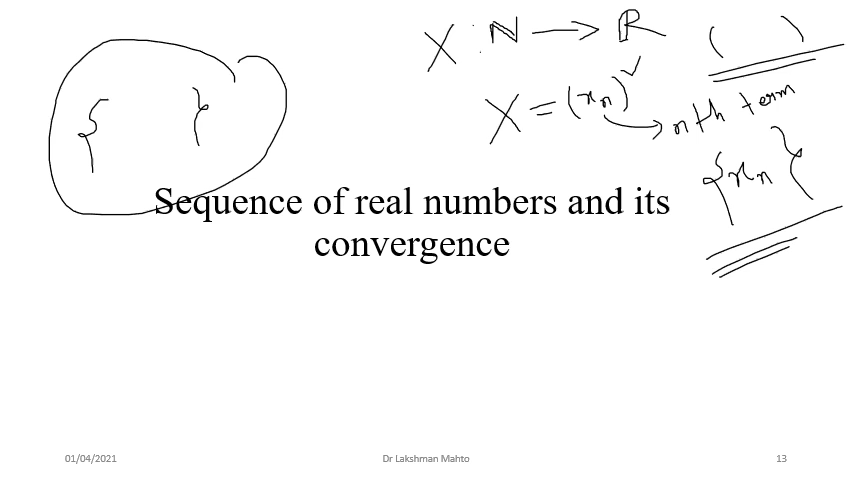 X : ℕ → ℝ ( )
X = (xₙ) ✓ → nth term
{ }
{xₙ}
Sequence of real numbers and its
convergence
01/04/2021 Dr Lakshman Mahto 13